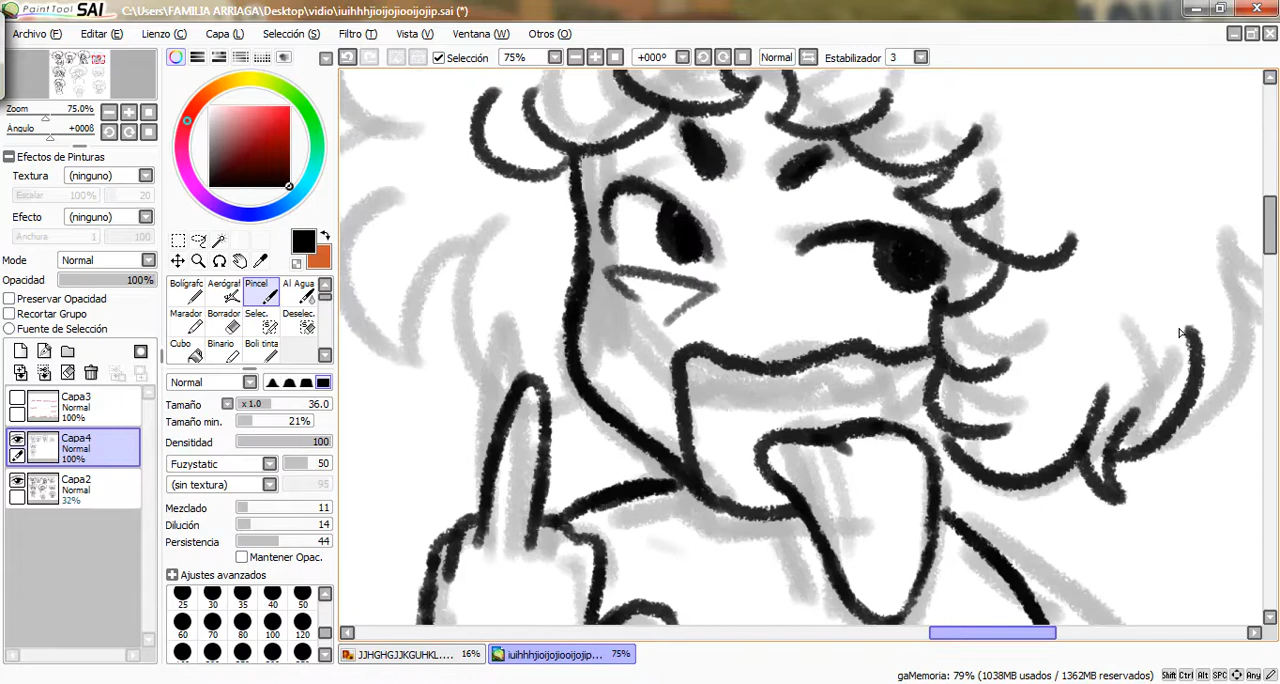 PaintTool SAI C:\Users\FAMILIA ARRIAGA\Desktop\vidio\iuihhhjioijojiooijojip.sai (*)
Archivo (F) Editar (E) Lienzo (C) Capa (L) Selección (S) Filtro (T) Vista (V) Ventana (W) Otros (O)
Selección 75% +000º Normal Estabilizador 3
Zoom 75.0%
Ángulo +000ß
Efectos de Pinturas
Textura (ninguno)
Escalar 100% 20
Efecto (ninguno)
Anchura 1 100
Modo Normal
Opacidad 100%
Preservar Opacidad
Recortar Grupo
Fuente de Selección
Capa3
Normal
100%
Capa4
Normal
100%
Capa2
Normal
32%
Bolígrafo Aerógraf Pincel Al Agua
Marador Borrador Selec. Deselec.
Cubo Binario Boli tinta
Normal
Tamaño x 1.0 36.0
Tamaño min. 21%
Densitidad 100
Fuzystatic 50
(sin textura) 95
Mezclado 11
Dilución 14
Persistencia 44
Mantener Opac.
Ajustes avanzados
25 30 35 40 50
60 70 80 100 120
JJHGHGJJKGUHKL.... 16% iuihhhjioijojiooijojip... 75%
gaMemoria: 79% (1038MB usados / 1362MB reservados) Shift Ctrl Alt SPC Any